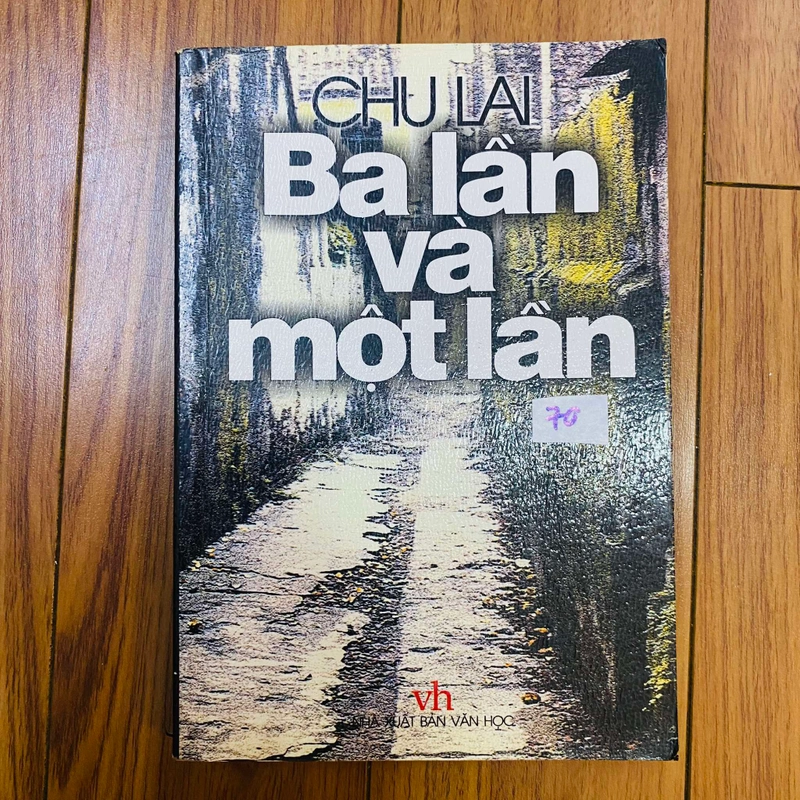 CHU LAI
Ba lần
và
một lần
70
vh
NHÀ XUẤT BẢN VĂN HỌC